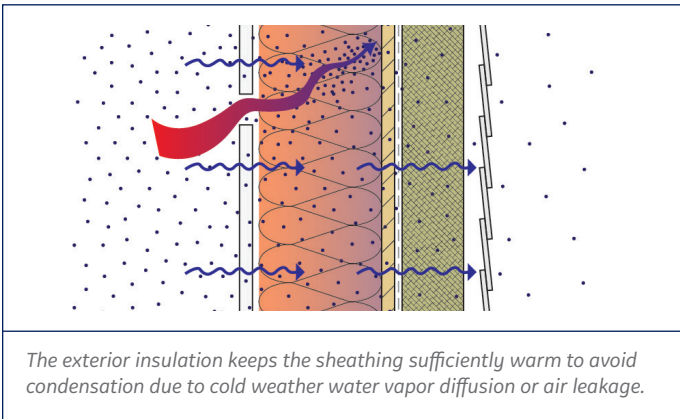 The exterior insulation keeps the sheathing sufficiently warm to avoid
condensation due to cold weather water vapor diffusion or air leakage.